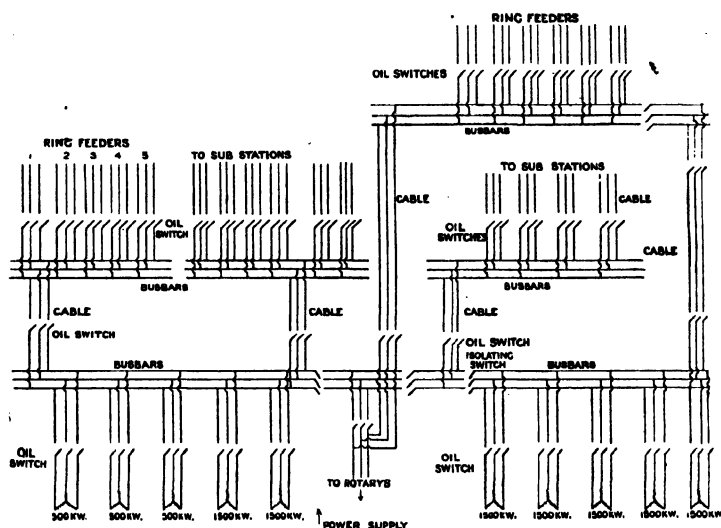 RING FEEDERS
OIL SWITCHES
BUSBARS
RING FEEDERS
1 2 3 4 5
TO SUB STATIONS
TO SUB STATIONS
CABLE
CABLE
OIL
SWITCH
OIL
SWITCHES
CABLE
BUSBARS
BUSBARS
CABLE
CABLE
CABLE
OIL SWITCH
OIL SWITCH
ISOLATING
SWITCH
BUSBARS
BUSBARS
OIL
SWITCH
OIL
SWITCH
TO ROTARYS
500KW. 500KW. 500KW. 1500KW. 1500KW.
1500KW. 1500KW. 1500KW. 1500KW. 1500KW
POWER SUPPLY